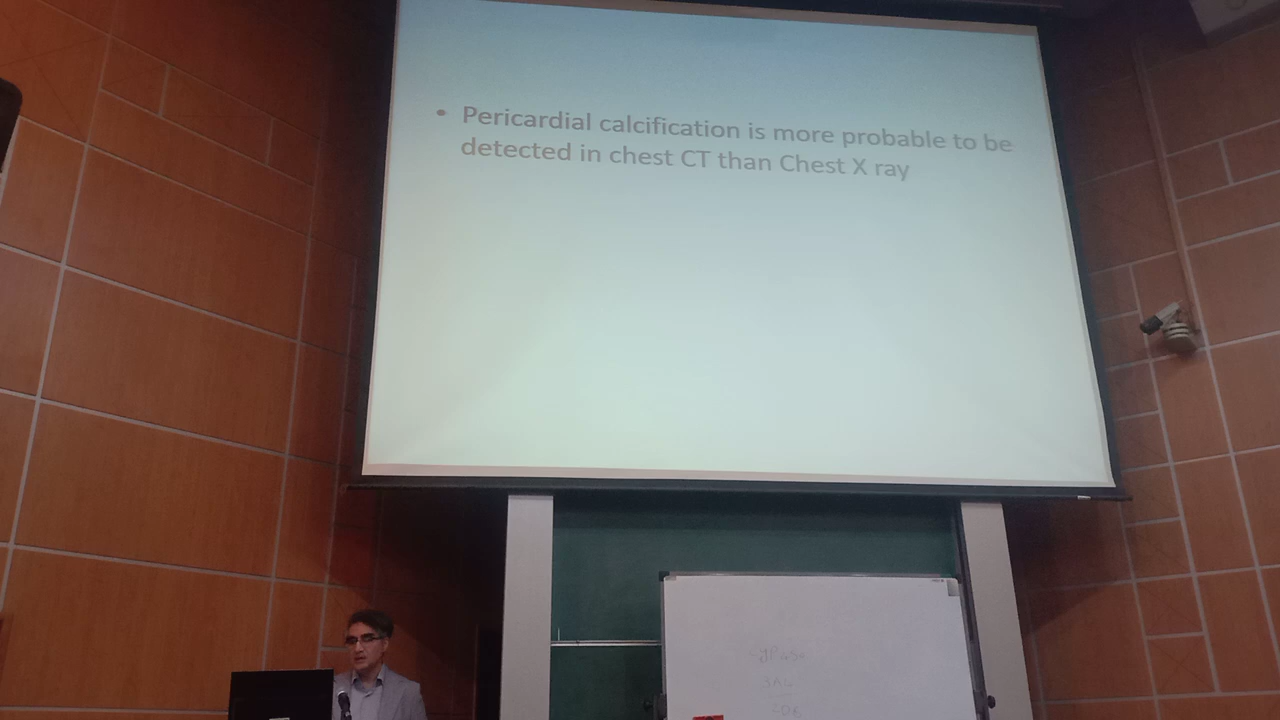 • Pericardial calcification is more probable to be
detected in chest CT than Chest X ray